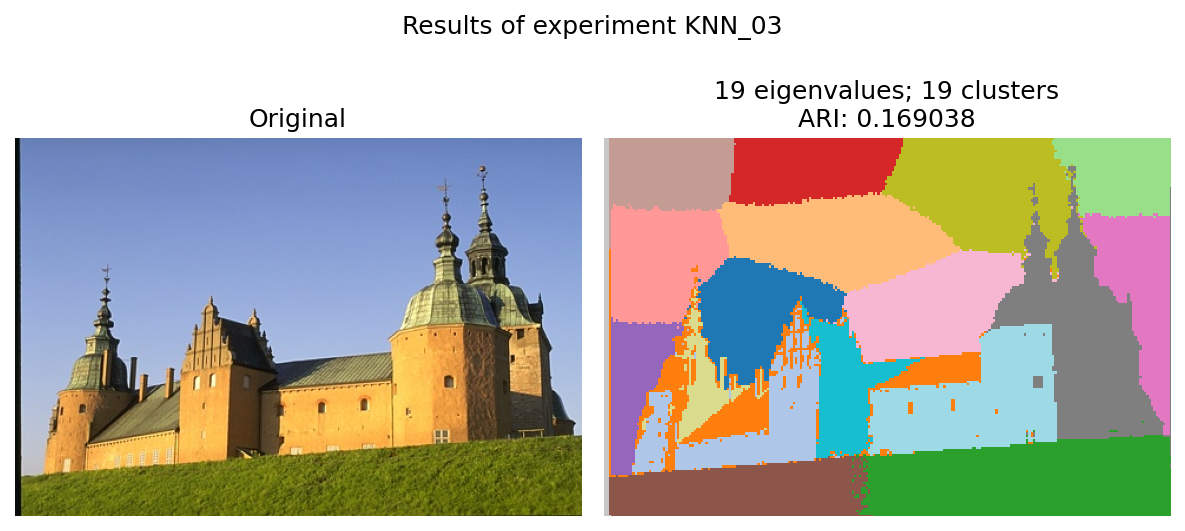 Results of experiment KNN_03
Original
19 eigenvalues; 19 clusters
ARI: 0.169038